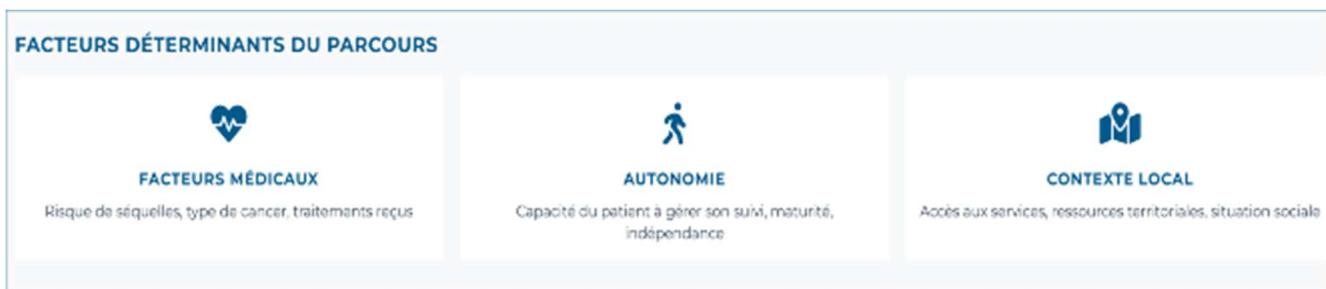 FACTEURS DÉTERMINANTS DU PARCOURS
FACTEURS MÉDICAUX
Risque de séquelles, type de cancer, traitements reçus
AUTONOMIE
Capacité du patient à gérer son suivi, maturité,
indépendance
CONTEXTE LOCAL
Accès aux services, ressources territoriales, situation sociale